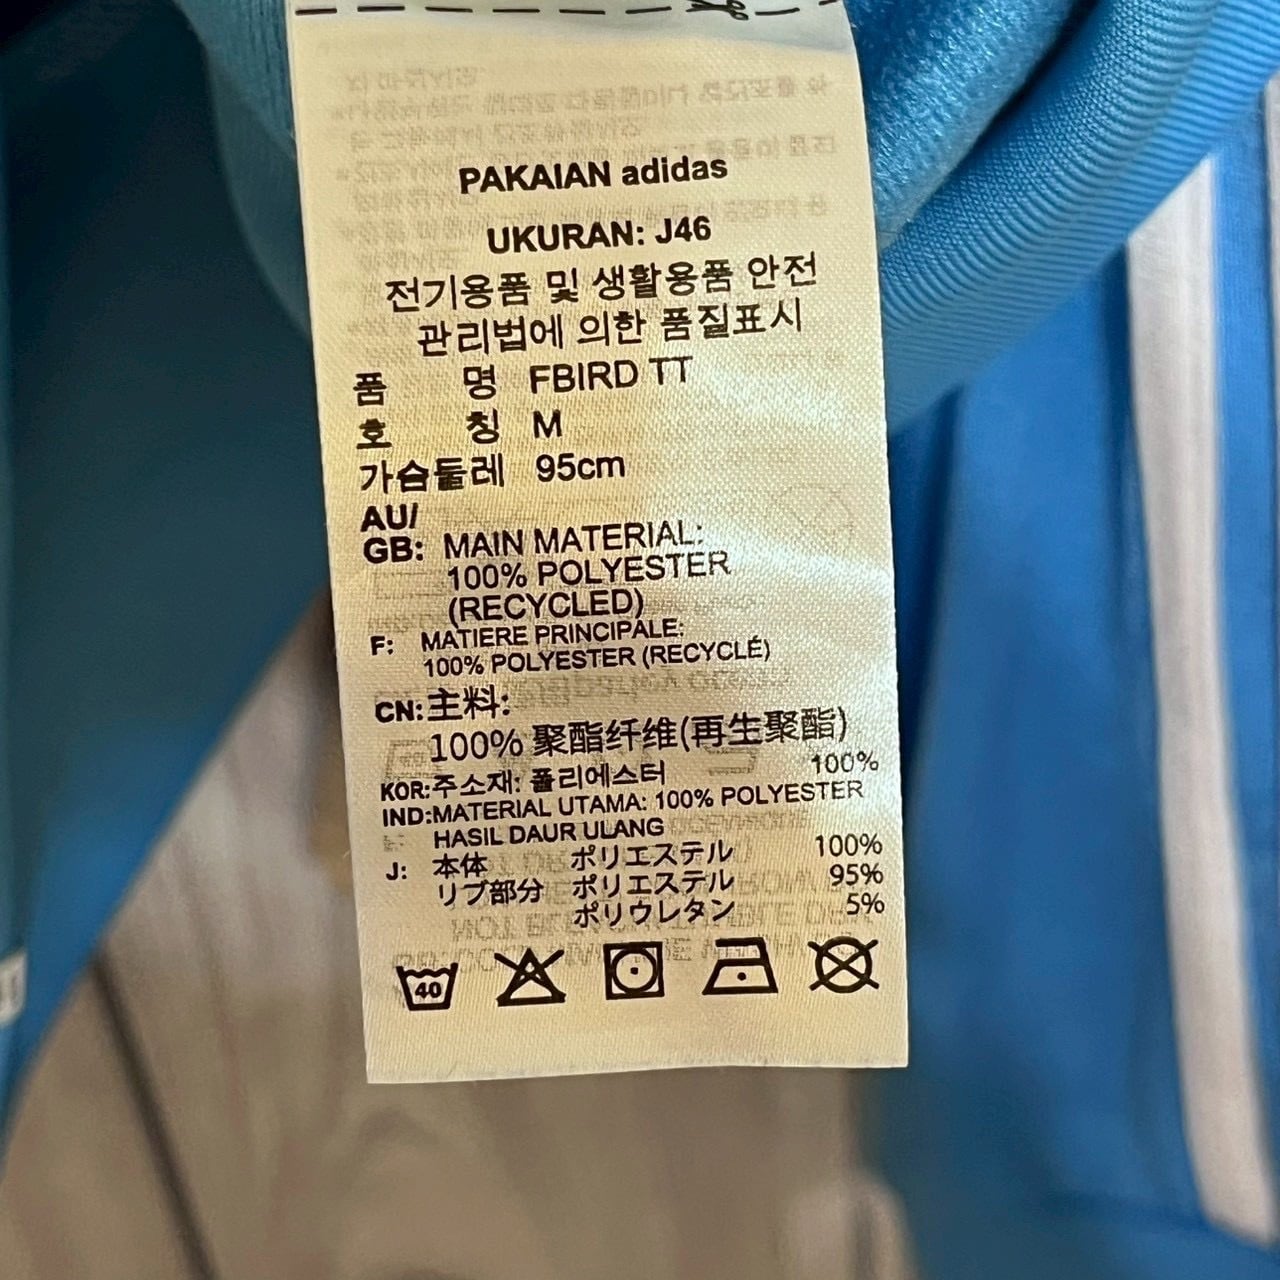 PAKAIAN adidas
UKURAN: J46
전기용품 및 생활용품 안전
관리법에 의한 품질표시
품 명 FBIRD TT
호 칭 M
가슴둘레 95cm
AU/
GB: MAIN MATERIAL:
100% POLYESTER
(RECYCLED)
F: MATIERE PRINCIPALE:
100% POLYESTER (RECYCLÉ)
CN:主料:
100% 聚酯纤维(再生聚酯)
KOR:주소재: 폴리에스터 100%
IND:MATERIAL UTAMA: 100% POLYESTER
HASIL DAUR ULANG
J: 本体 ポリエステル 100%
リブ部分 ポリエステル 95%
ポリウレタン 5%
40